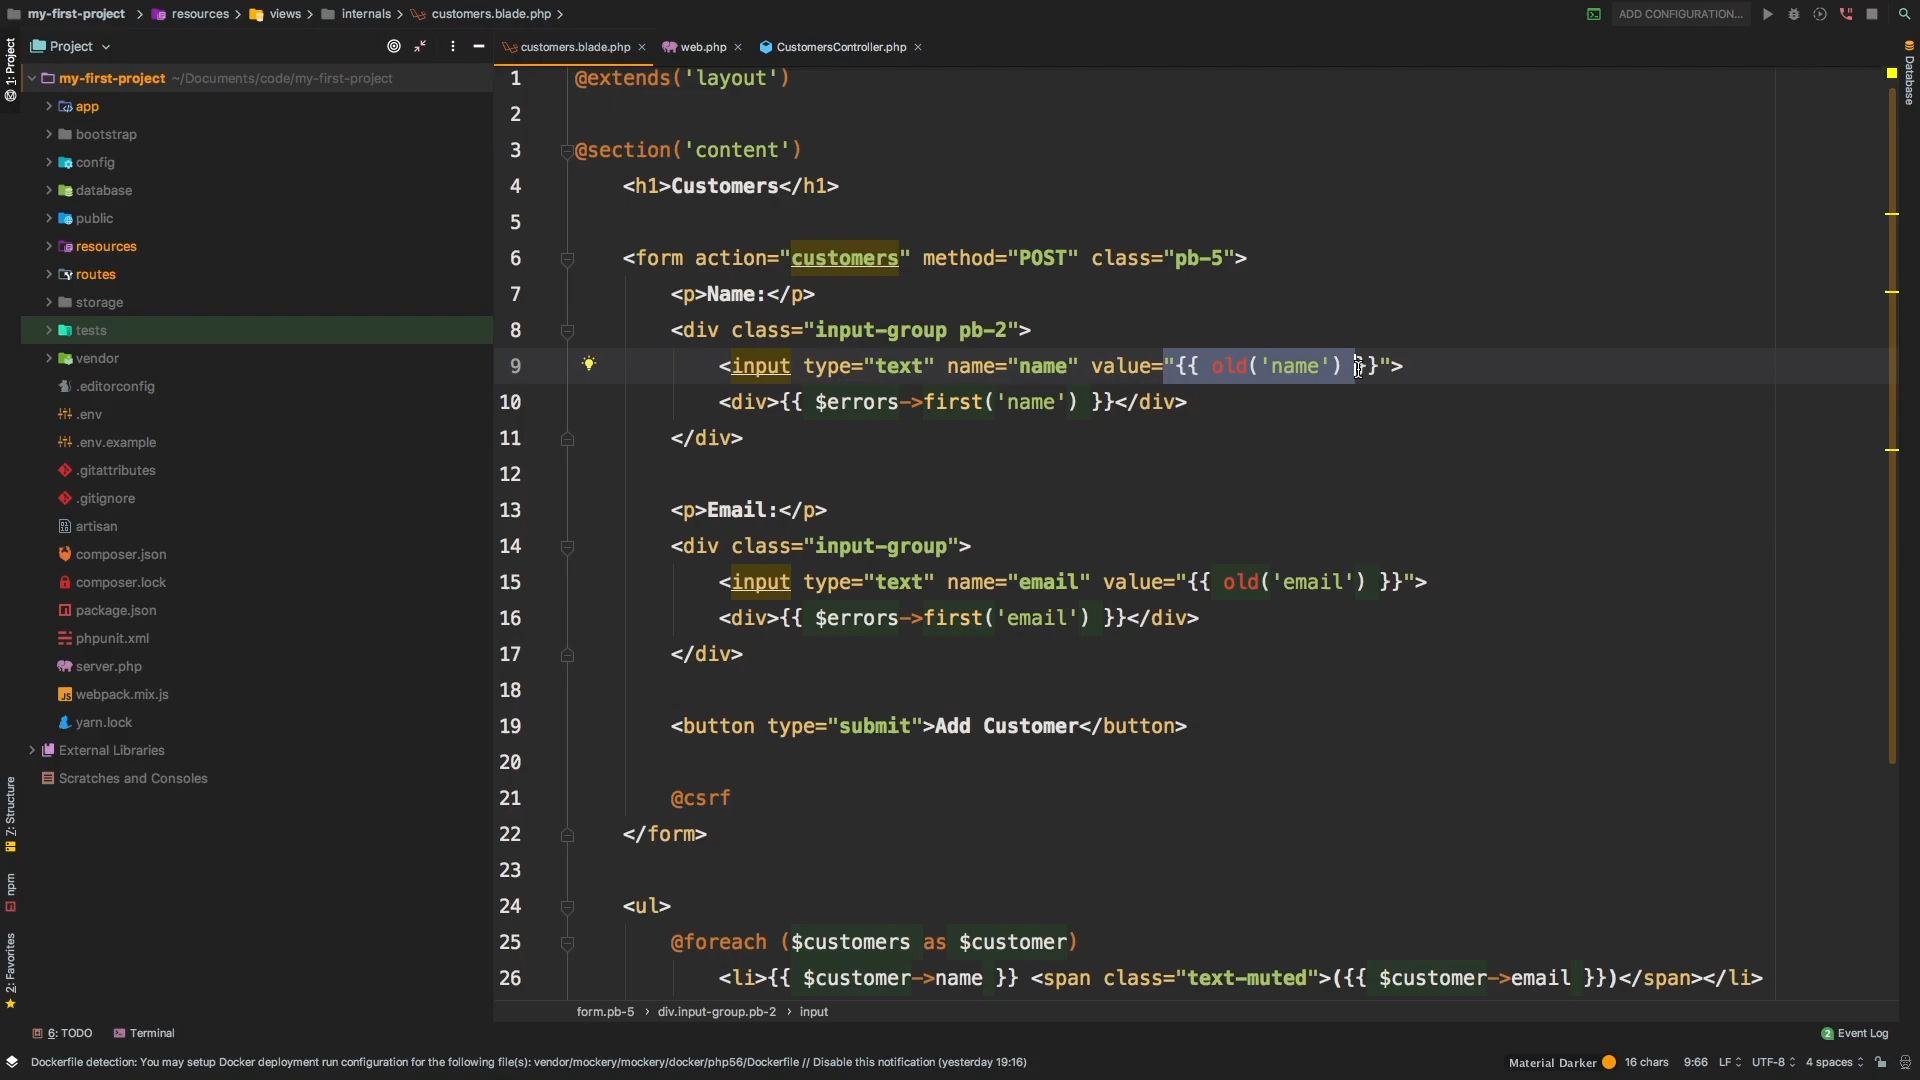 my-first-project > resources > views > internals > customers.blade.php >
ADD CONFIGURATION...
1: Project
Project
customers.blade.php
web.php
CustomersController.php
Database
my-first-project ~/Documents/code/my-first-project
app
bootstrap
config
database
public
resources
routes
storage
tests
vendor
.editorconfig
.env
.env.example
.gitattributes
.gitignore
artisan
composer.json
composer.lock
package.json
phpunit.xml
server.php
webpack.mix.js
yarn.lock
External Libraries
Scratches and Consoles
Z: Structure
npm
2: Favorites
1 @extends('layout')
2
3 @section('content')
4 <h1>Customers</h1>
5
6 <form action="customers" method="POST" class="pb-5">
7 <p>Name:</p>
8 <div class="input-group pb-2">
9 <input type="text" name="name" value="{{ old('name') }}">
10 <div>{{ $errors->first('name') }}</div>
11 </div>
12
13 <p>Email:</p>
14 <div class="input-group">
15 <input type="text" name="email" value="{{ old('email') }}">
16 <div>{{ $errors->first('email') }}</div>
17 </div>
18
19 <button type="submit">Add Customer</button>
20
21 @csrf
22 </form>
23
24 <ul>
25 @foreach ($customers as $customer)
26 <li>{{ $customer->name }} <span class="text-muted">({{ $customer->email }})</span></li>
form.pb-5 > div.input-group.pb-2 > input
6: TODO
Terminal
2 Event Log
Dockerfile detection: You may setup Docker deployment run configuration for the following file(s): vendor/mockery/mockery/docker/php56/Dockerfile // Disable this notification (yesterday 19:16)
Material Darker
16 chars
9:66
LF
UTF-8
4 spaces